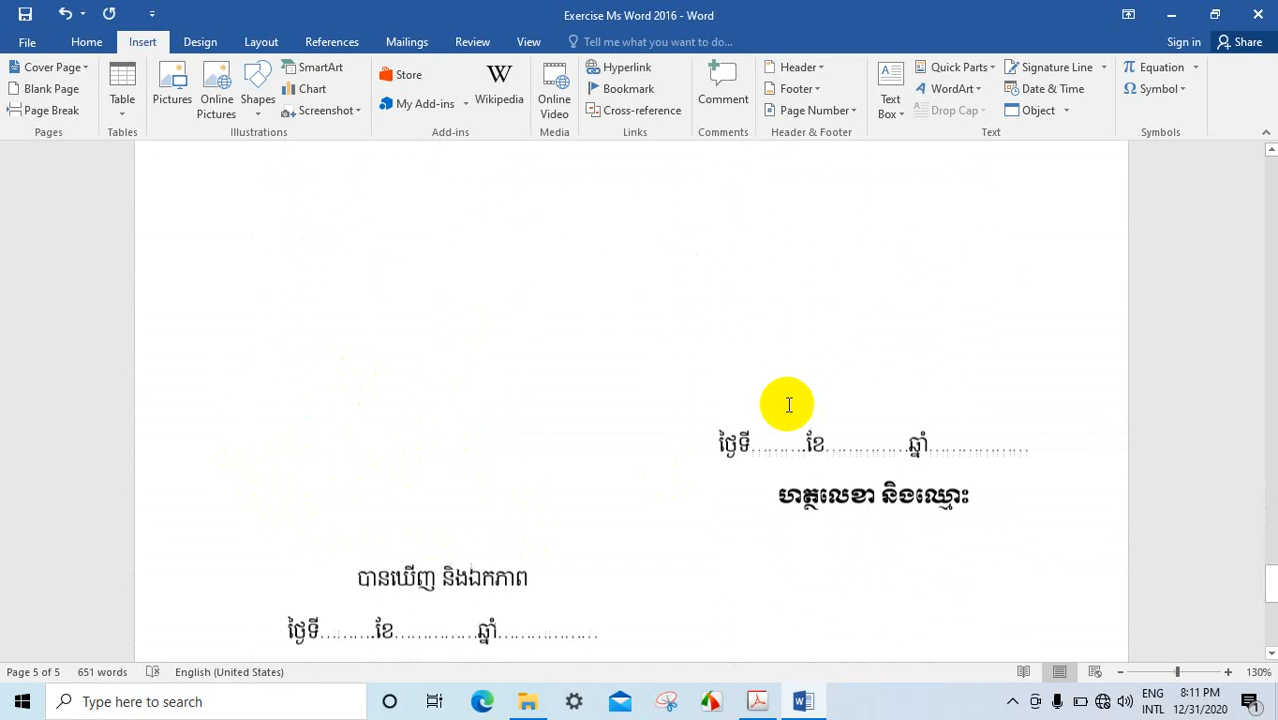 Exercise Ms Word 2016 - Word
File Home Insert Design Layout References Mailings Review View Tell me what you want to do... Sign in Share
Cover Page
Blank Page
Page Break
Pages
Table
Tables
Pictures
Online Pictures
Shapes
SmartArt
Chart
Screenshot
Illustrations
Store
My Add-ins
Wikipedia
Add-ins
Online Video
Media
Hyperlink
Bookmark
Cross-reference
Links
Comment
Comments
Header
Footer
Page Number
Header & Footer
Text Box
Quick Parts
WordArt
Drop Cap
Signature Line
Date & Time
Object
Text
Equation
Symbol
Symbols
ថ្ងៃទី..........ខែ...............ឆ្នាំ..................
ហត្ថលេខា និងឈ្មោះ
បានឃើញ និងឯកភាព
ថ្ងៃទី..........ខែ...............ឆ្នាំ..................
Page 5 of 5 651 words English (United States) 130%
Type here to search
ENG 8:11 PM
INTL 12/31/2020